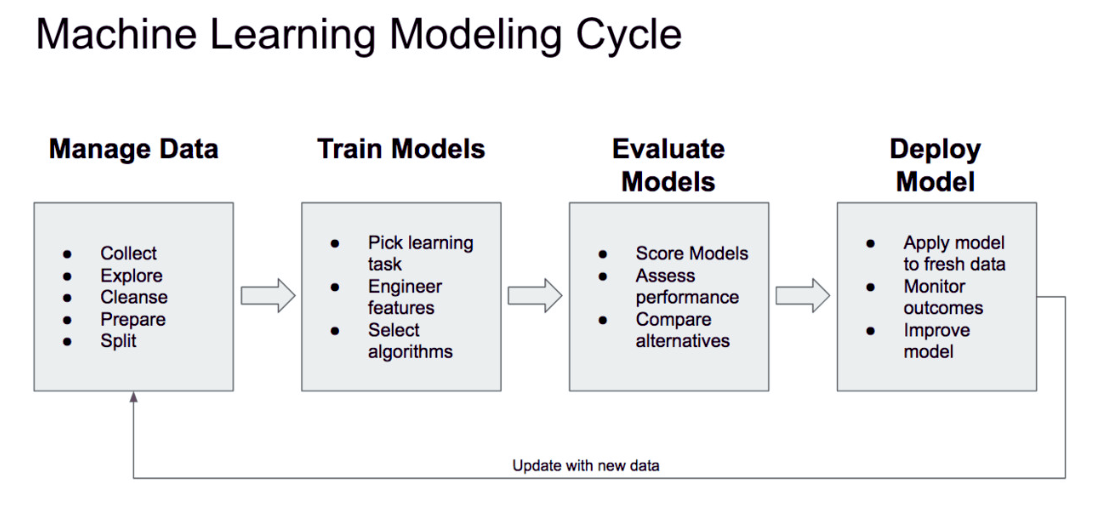 Machine Learning Modeling Cycle
Manage Data
● Collect
● Explore
● Cleanse
● Prepare
● Split
Train Models
● Pick learning
task
● Engineer
features
● Select
algorithms
Evaluate
Models
● Score Models
● Assess
performance
● Compare
alternatives
Deploy
Model
● Apply model
to fresh data
● Monitor
outcomes
● Improve
model
Update with new data